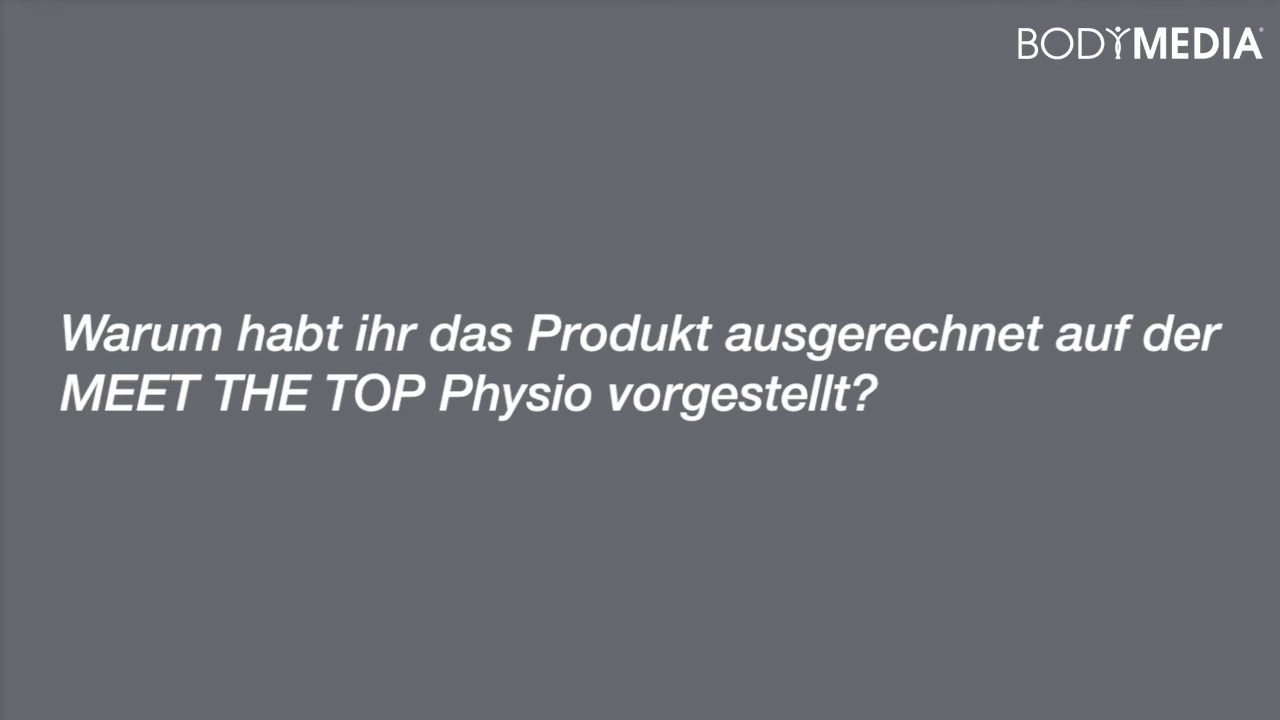 BODYMEDIA
Warum habt ihr das Produkt ausgerechnet auf der
MEET THE TOP Physio vorgestellt?